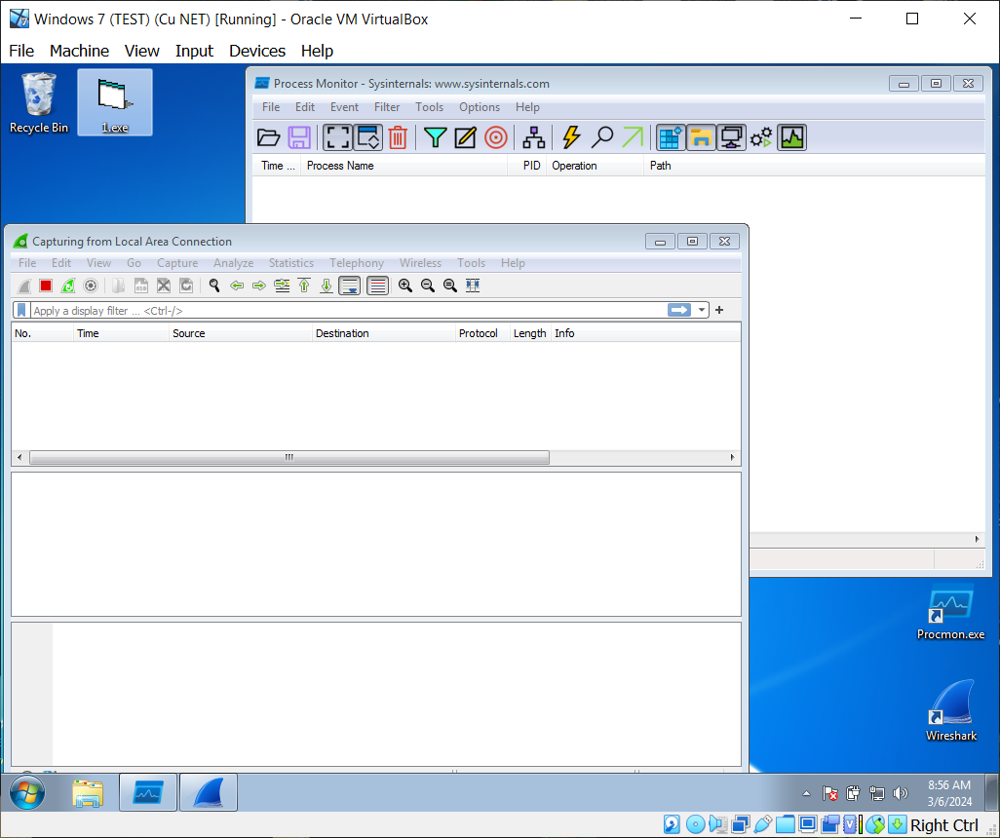 Windows 7 (TEST) (Cu NET) [Running] - Oracle VM VirtualBox
File Machine View Input Devices Help
Recycle Bin
1.exe
Process Monitor - Sysinternals: www.sysinternals.com
File Edit Event Filter Tools Options Help
Time ... Process Name PID Operation Path
Capturing from Local Area Connection
File Edit View Go Capture Analyze Statistics Telephony Wireless Tools Help
Apply a display filter ... <Ctrl-/>
No. Time Source Destination Protocol Length Info
Procmon.exe
Wireshark
8:56 AM
3/6/2024
Right Ctrl